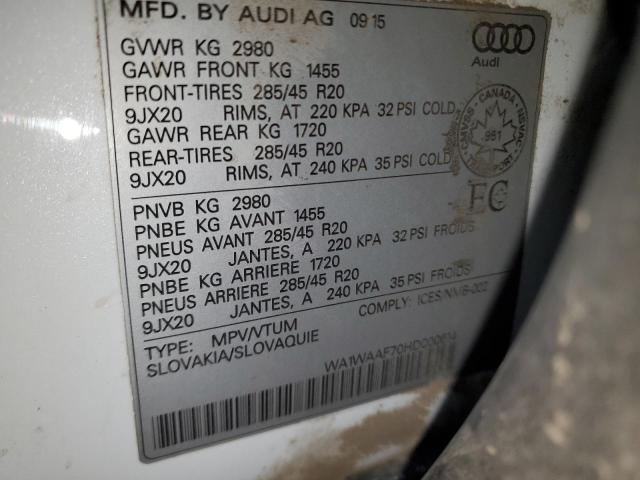 MFD. BY AUDI AG 09 15
Audi
GVWR KG 2980
GAWR FRONT KG 1455
FRONT-TIRES 285/45 R20
9JX20 RIMS, AT 220 KPA 32 PSI COLD
GAWR REAR KG 1720
REAR-TIRES 285/45 R20
9JX20 RIMS, AT 240 KPA 35 PSI COLD
CANADA
CMVSS
NSVAC
961
EC
PNVB KG 2980
PNBE KG AVANT 1455
PNEUS AVANT 285/45 R20
9JX20 JANTES, A 220 KPA 32 PSI FROIDS
PNBE KG ARRIERE 1720
PNEUS ARRIERE 285/45 R20
9JX20 JANTES, A 240 KPA 35 PSI FROIDS
COMPLY: ICES/NMB-002
TYPE: MPV/VTUM
SLOVAKIA/SLOVAQUIE